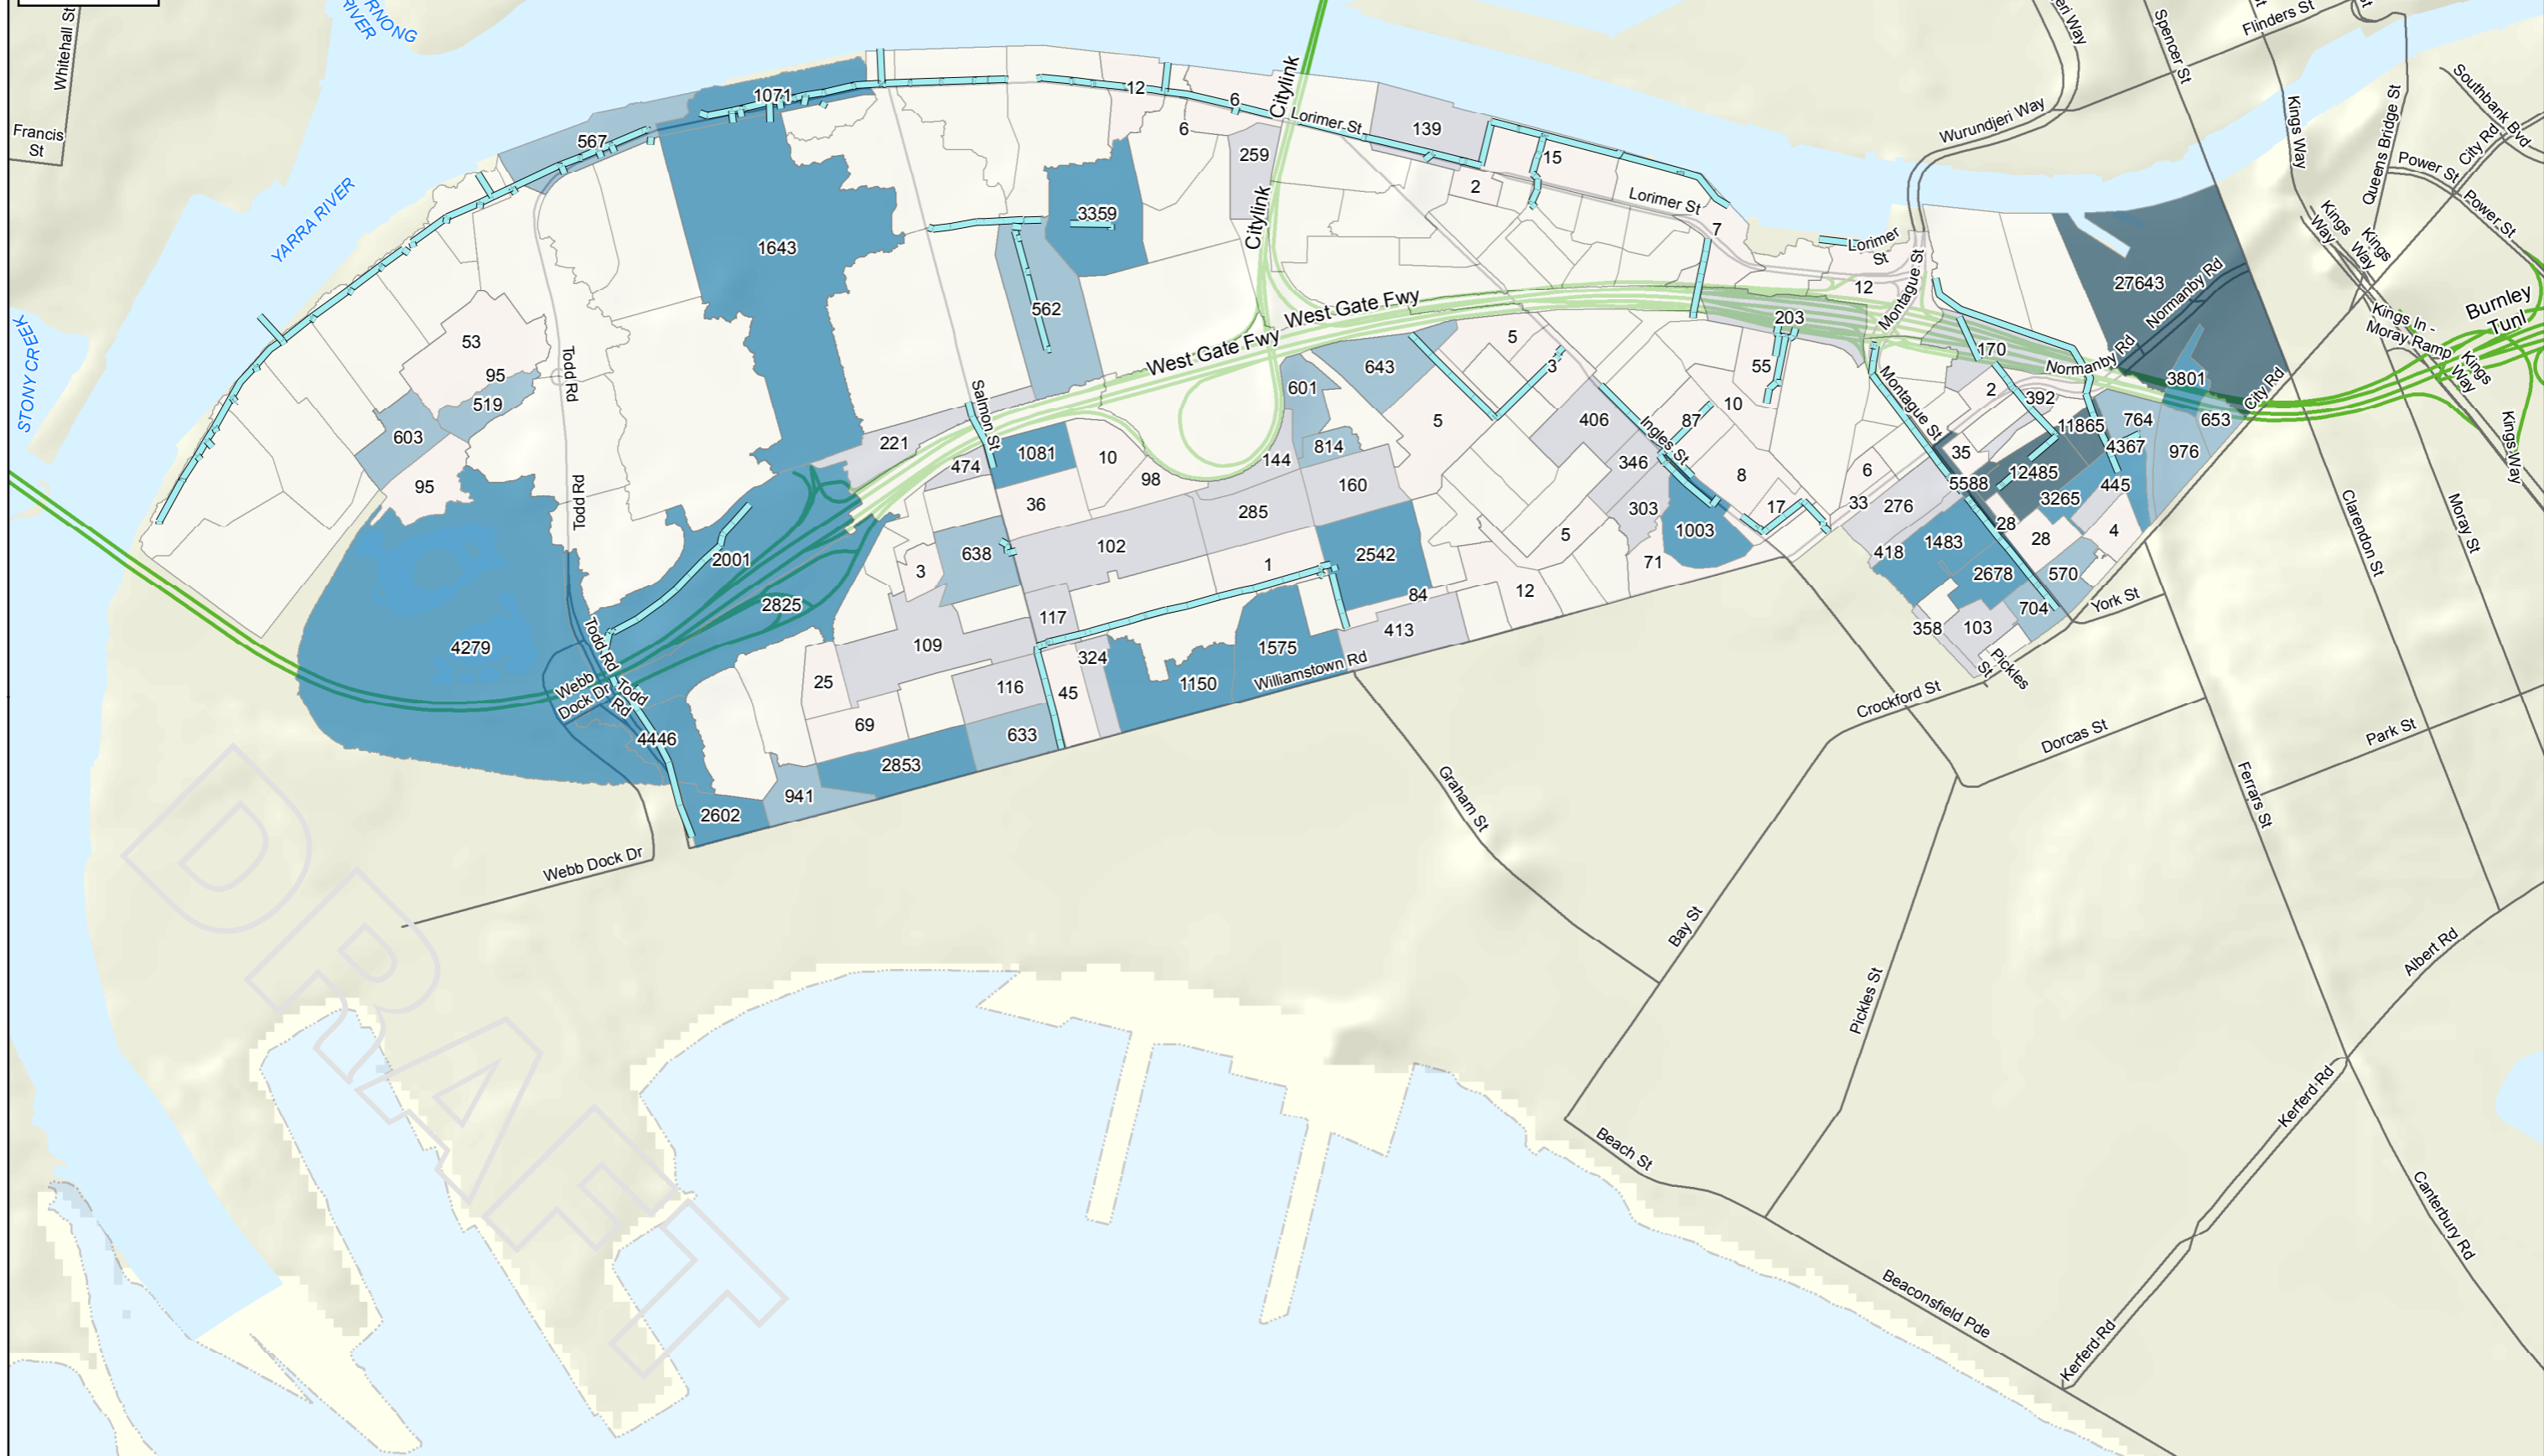 Whitehall St
Francis
St
RNONG
RIVER
RIVER
YARRA RIVER
STONY CREEK
Citylink
Citylink
Wurundjeri Way
eri Way
Spencer St
Flinders St
Kings Way
Queens Bridge St
Southbank Blvd
City Rd
Power St
Power St
Kings
Way
Kings
Way
Kings In -
Moray Ramp
Kings
Way
Kings Way
Burnley
Tunl
1071
567
12
6
6
Lorimer St
139
259
15
2
Lorimer St
7
Lorimer
St
12
Montague St
27643
Normanby Rd
3359
1643
562
West Gate Fwy
West Gate Fwy
203
170
Normanby Rd
3801
City Rd
53
95
519
603
95
Todd Rd
Todd Rd
Salmon St
221
474
1081
10
98
144
814
601
643
5
3
5
55
10
87
406
Ingles St
346
303
1003
8
17
6
33
71
Montague St
2
392
11865
764
653
4367
976
35
12485
5588
3265
445
276
28
28
4
418
1483
2678
570
704
358
103
Pickles
St
York St
36
285
160
102
638
3
1
2542
5
84
12
413
2001
2825
4279
Todd Rd
Webb
Dock Dr
Todd
Rd
4446
2602
941
2853
633
117
109
116
25
69
45
324
1150
1575
Williamstown Rd
Webb Dock Dr
Graham St
Crockford St
Dorcas St
Park St
Clarendon St
Moray St
Ferrars St
Bay St
Pickles St
Albert Rd
Kerferd Rd
Canterbury Rd
Beach St
Beaconsfield Pde
Kerferd Rd
DRAFT